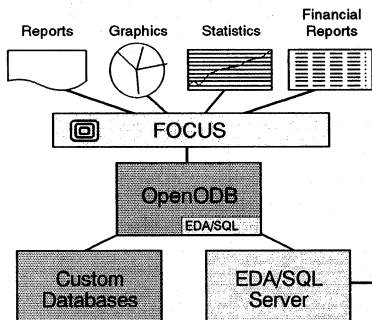 Reports
Graphics
Statistics
Financial
Reports
FOCUS
OpenODB
EDA/SQL
Custom
Databases
EDA/SQL
Server